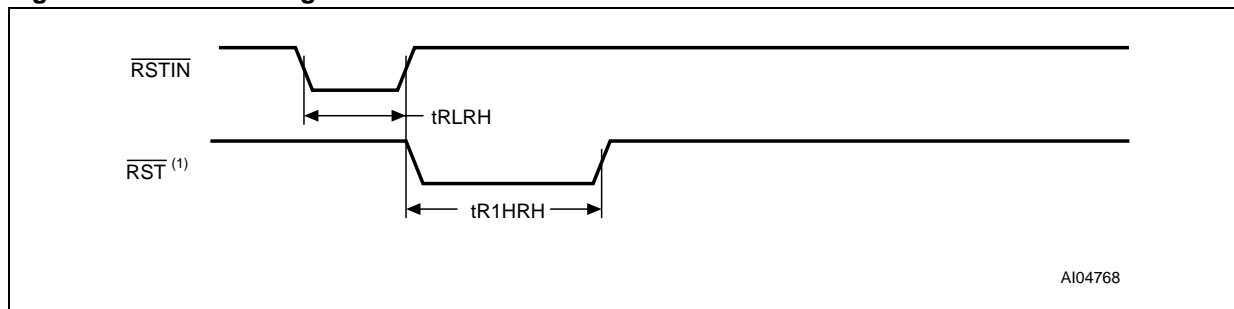 RSTIN
tRLRH
RST (1)
tR1HRH
AI04768